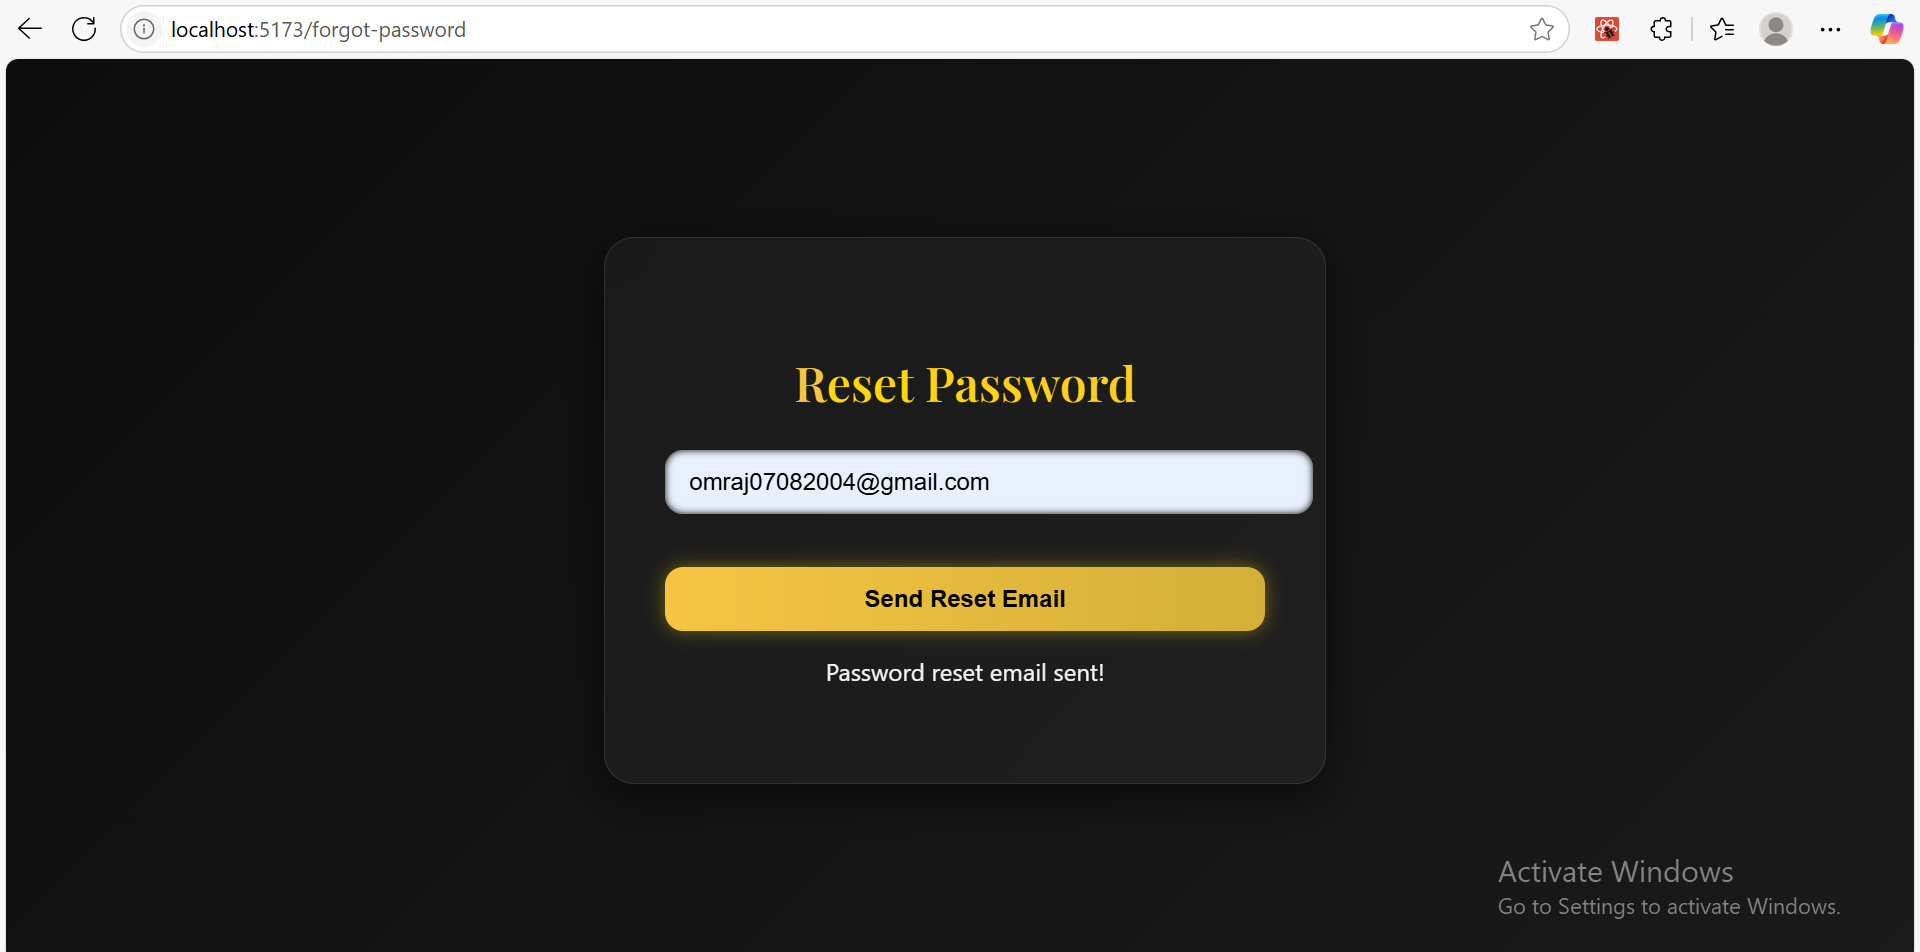 localhost:5173/forgot-password
Reset Password
omraj07082004@gmail.com
Send Reset Email
Password reset email sent!
Activate Windows
Go to Settings to activate Windows.